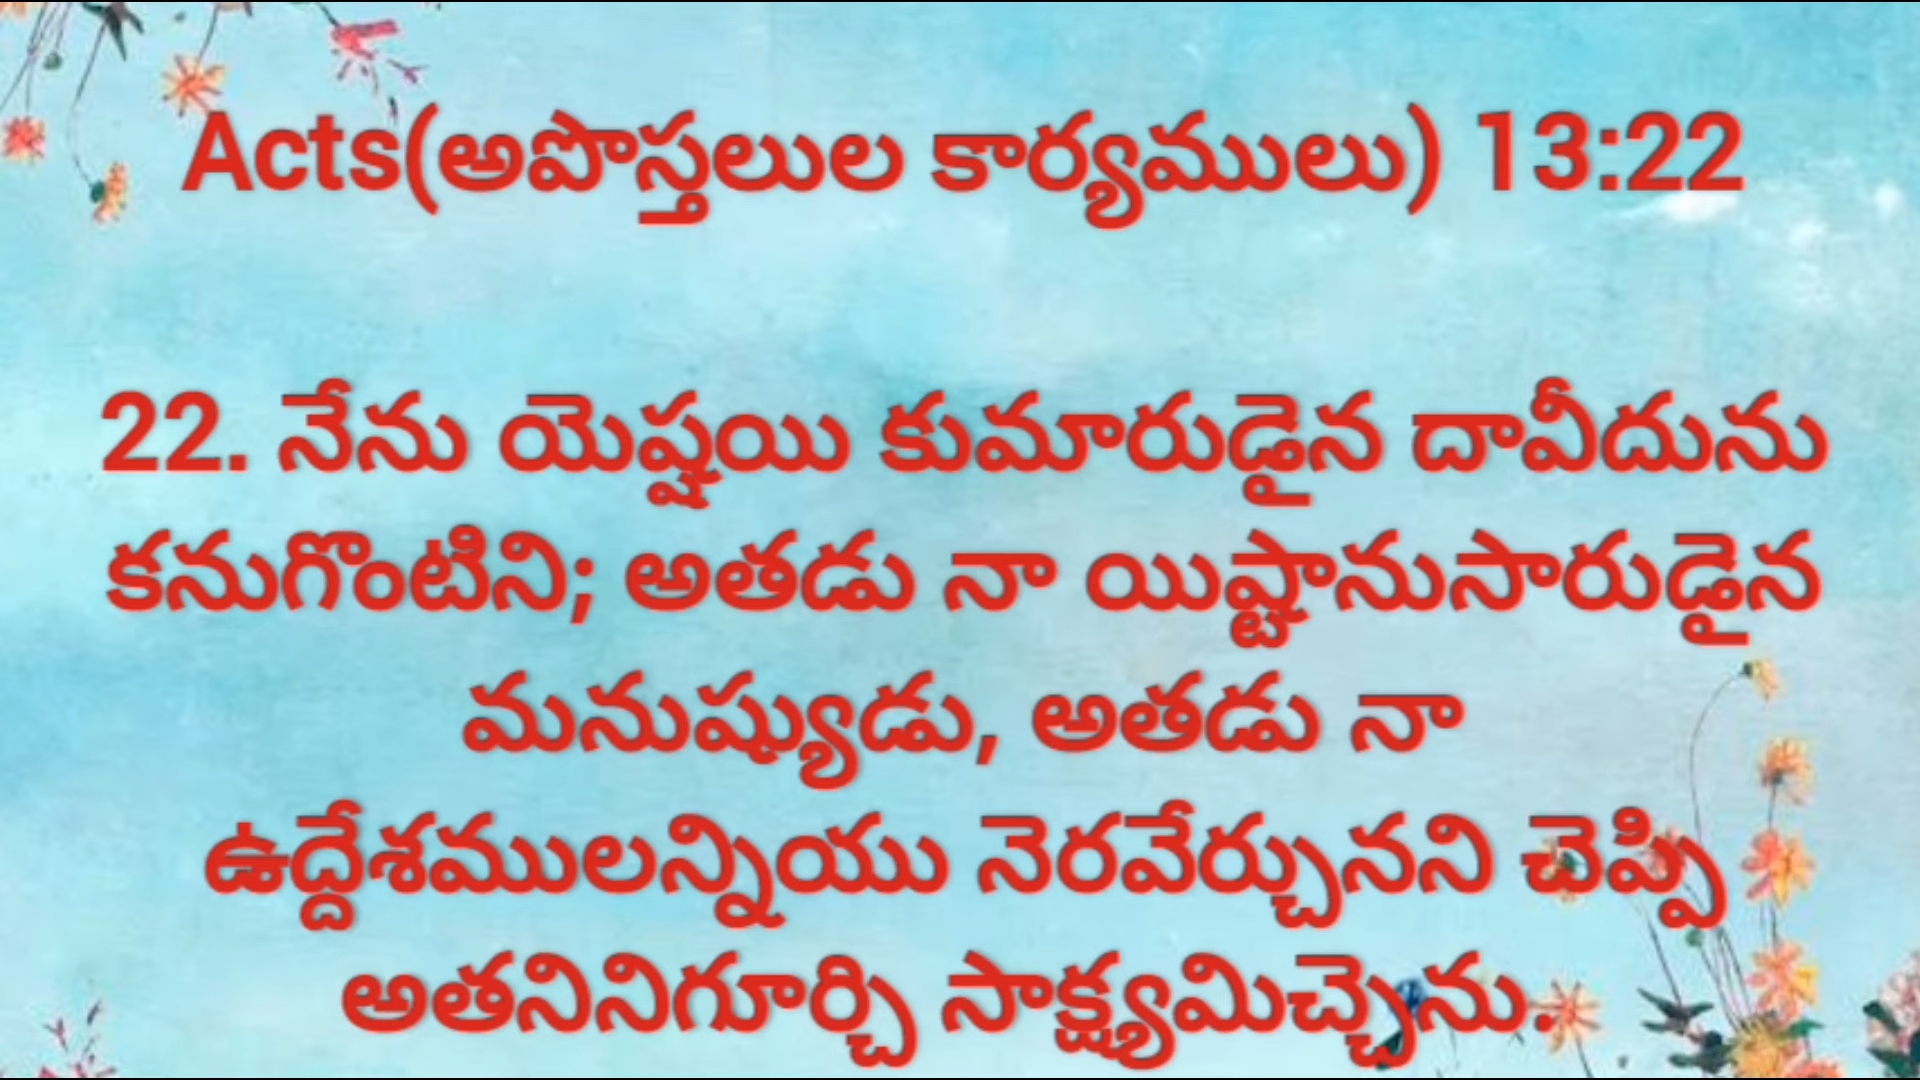 Acts(అపొస్తలుల కార్యములు) 13:22
22. నేను యెష్షయి కుమారుడైన దావీదును
కనుగొంటిని; అతడు నా యిష్టానుసారుడైన
మనుష్యుడు, అతడు నా
ఉద్దేశములన్నియు నెరవేర్చునని చెప్పి
అతనినిగూర్చి సాక్ష్యమిచ్చెను.